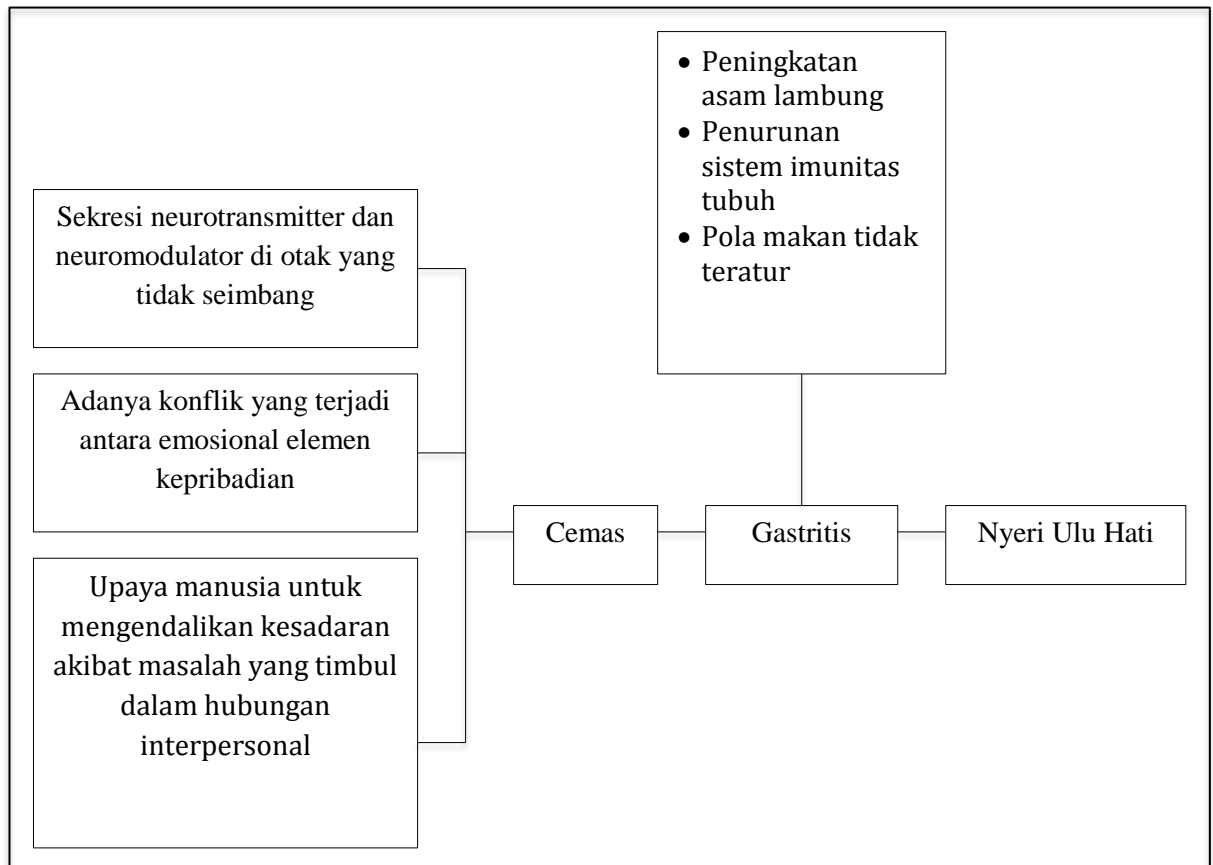 Sekresi neurotransmitter dan
neuromodulator di otak yang
tidak seimbang
Adanya konflik yang terjadi
antara emosional elemen
kepribadian
Upaya manusia untuk
mengendalikan kesadaran
akibat masalah yang timbul
dalam hubungan
interpersonal
Cemas
• Peningkatan
asam lambung
• Penurunan
sistem imunitas
tubuh
• Pola makan tidak
teratur
Gastritis
Nyeri Ulu Hati